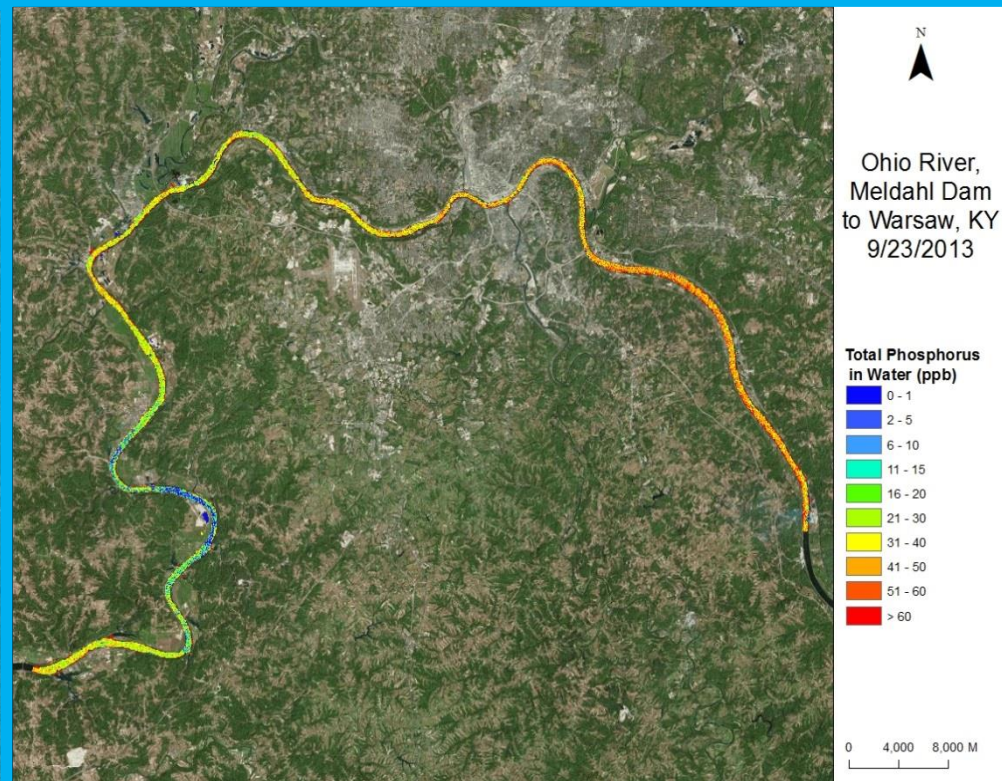 N
Ohio River,
Meldahl Dam
to Warsaw, KY
9/23/2013
Total Phosphorus
in Water (ppb)
0 - 1
2 - 5
6 - 10
11 - 15
16 - 20
21 - 30
31 - 40
41 - 50
51 - 60
> 60
0 4,000 8,000 M